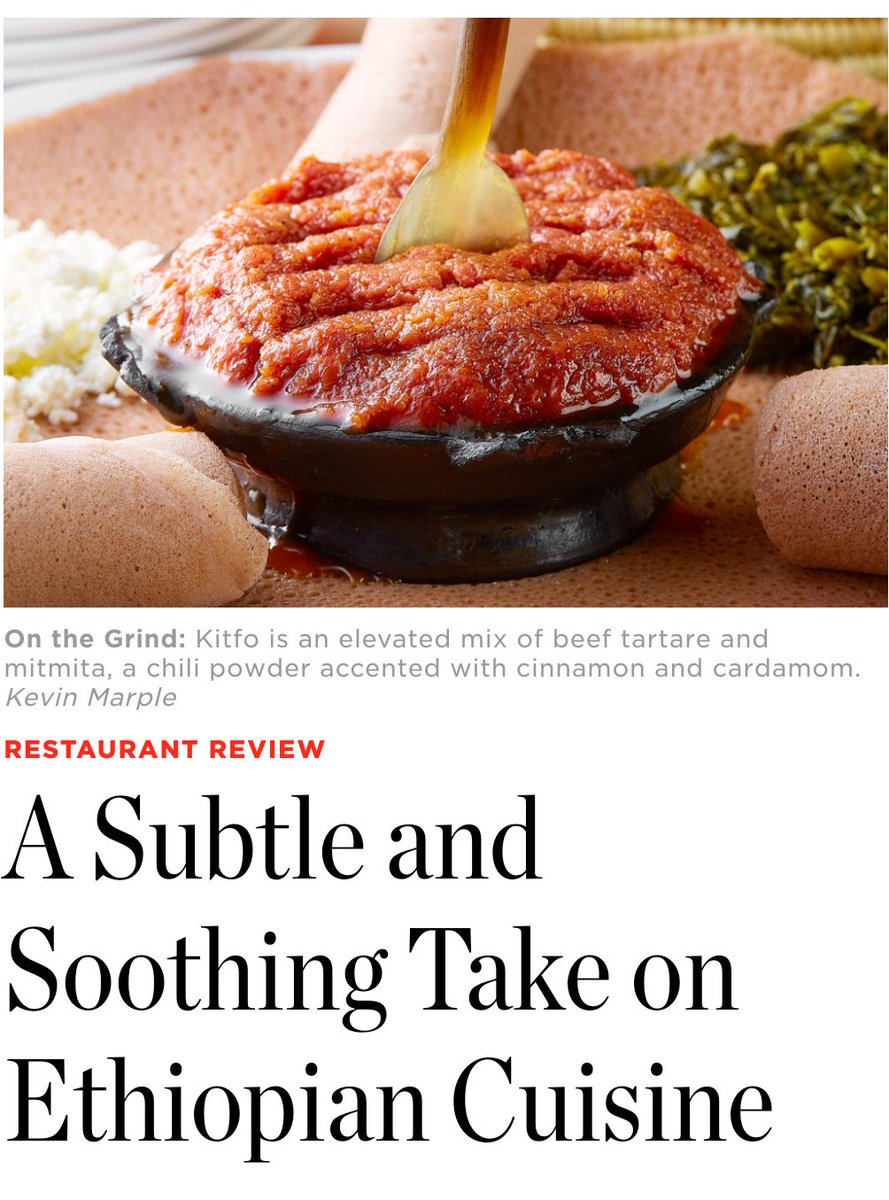 On the Grind: Kitfo is an elevated mix of beef tartare and
mitmita, a chili powder accented with cinnamon and cardamom.
Kevin Marple
RESTAURANT REVIEW
A Subtle and
Soothing Take on
Ethiopian Cuisine